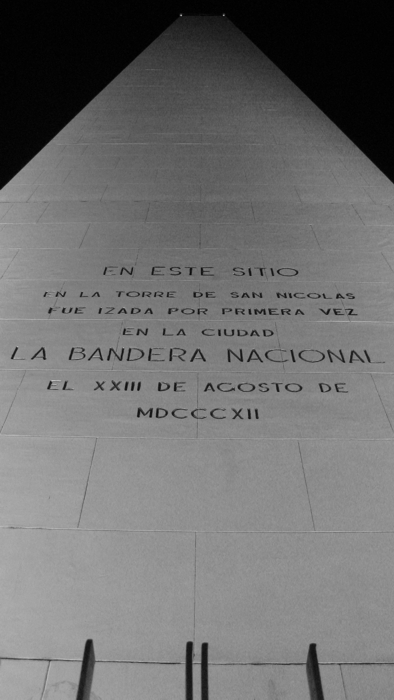 EN ESTE SITIO
EN LA TORRE DE SAN NICOLAS
FUE IZADA POR PRIMERA VEZ
EN LA CIUDAD
LA BANDERA NACIONAL
EL XXIII DE AGOSTO DE
MDCCCXII